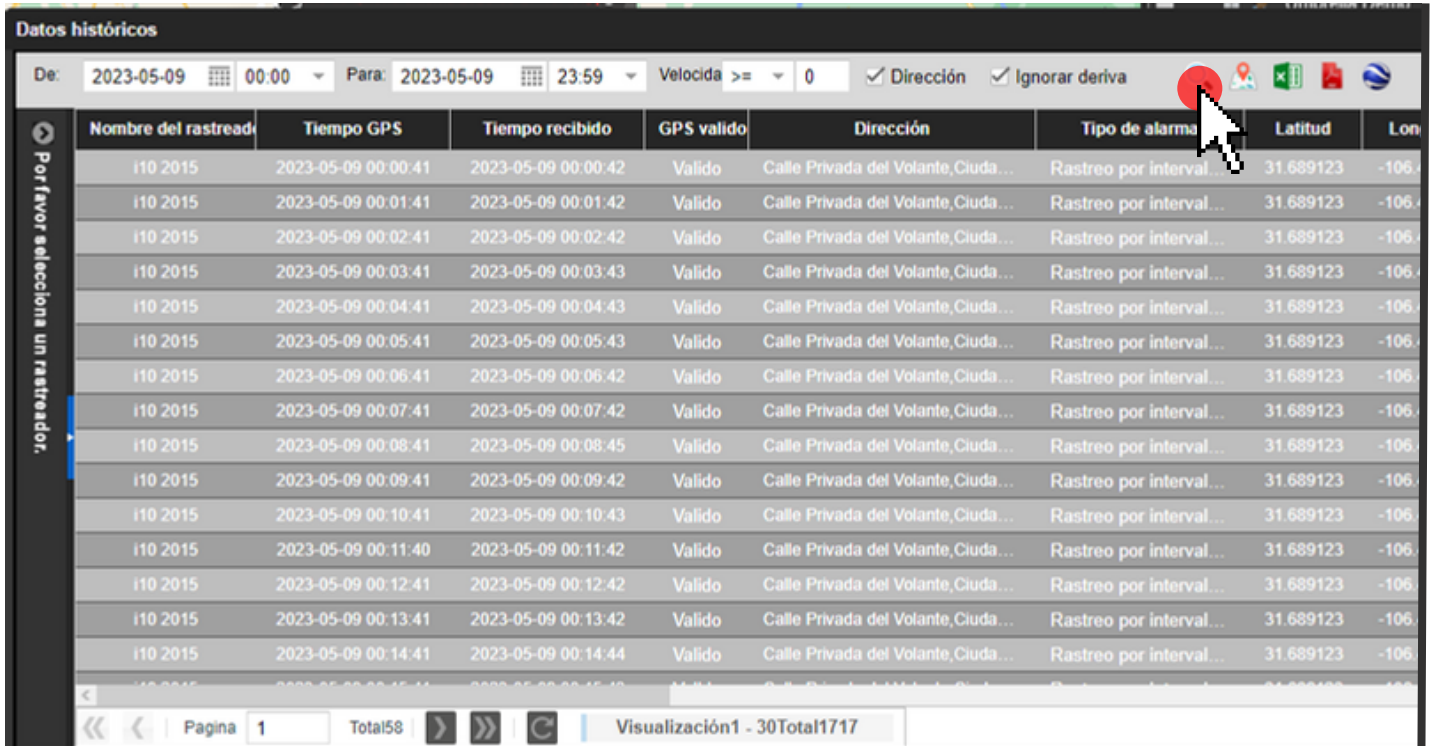 Datos históricos
De: 2023-05-09 00:00 Para: 2023-05-09 23:59 Velocida >= 0 Dirección Ignorar deriva
Por favor selecciona un rastreador.
Nombre del rastreado Tiempo GPS Tiempo recibido GPS valido Dirección Tipo de alarma Latitud Lon
i10 2015 2023-05-09 00:00:41 2023-05-09 00:00:42 Valido Calle Privada del Volante,Ciuda... Rastreo por interval... 31.689123 -106.
i10 2015 2023-05-09 00:01:41 2023-05-09 00:01:42 Valido Calle Privada del Volante,Ciuda... Rastreo por interval... 31.689123 -106.
i10 2015 2023-05-09 00:02:41 2023-05-09 00:02:42 Valido Calle Privada del Volante,Ciuda... Rastreo por interval... 31.689123 -106.
i10 2015 2023-05-09 00:03:41 2023-05-09 00:03:43 Valido Calle Privada del Volante,Ciuda... Rastreo por interval... 31.689123 -106.
i10 2015 2023-05-09 00:04:41 2023-05-09 00:04:43 Valido Calle Privada del Volante,Ciuda... Rastreo por interval... 31.689123 -106.
i10 2015 2023-05-09 00:05:41 2023-05-09 00:05:43 Valido Calle Privada del Volante,Ciuda... Rastreo por interval... 31.689123 -106.
i10 2015 2023-05-09 00:06:41 2023-05-09 00:06:42 Valido Calle Privada del Volante,Ciuda... Rastreo por interval... 31.689123 -106.
i10 2015 2023-05-09 00:07:41 2023-05-09 00:07:42 Valido Calle Privada del Volante,Ciuda... Rastreo por interval... 31.689123 -106.
i10 2015 2023-05-09 00:08:41 2023-05-09 00:08:45 Valido Calle Privada del Volante,Ciuda... Rastreo por interval... 31.689123 -106.
i10 2015 2023-05-09 00:09:41 2023-05-09 00:09:42 Valido Calle Privada del Volante,Ciuda... Rastreo por interval... 31.689123 -106.
i10 2015 2023-05-09 00:10:41 2023-05-09 00:10:43 Valido Calle Privada del Volante,Ciuda... Rastreo por interval... 31.689123 -106.
i10 2015 2023-05-09 00:11:40 2023-05-09 00:11:42 Valido Calle Privada del Volante,Ciuda... Rastreo por interval... 31.689123 -106.
i10 2015 2023-05-09 00:12:41 2023-05-09 00:12:42 Valido Calle Privada del Volante,Ciuda... Rastreo por interval... 31.689123 -106.
i10 2015 2023-05-09 00:13:41 2023-05-09 00:13:42 Valido Calle Privada del Volante,Ciuda... Rastreo por interval... 31.689123 -106.
i10 2015 2023-05-09 00:14:41 2023-05-09 00:14:44 Valido Calle Privada del Volante,Ciuda... Rastreo por interval... 31.689123 -106.
Pagina 1 Total58 Visualización1 - 30Total1717